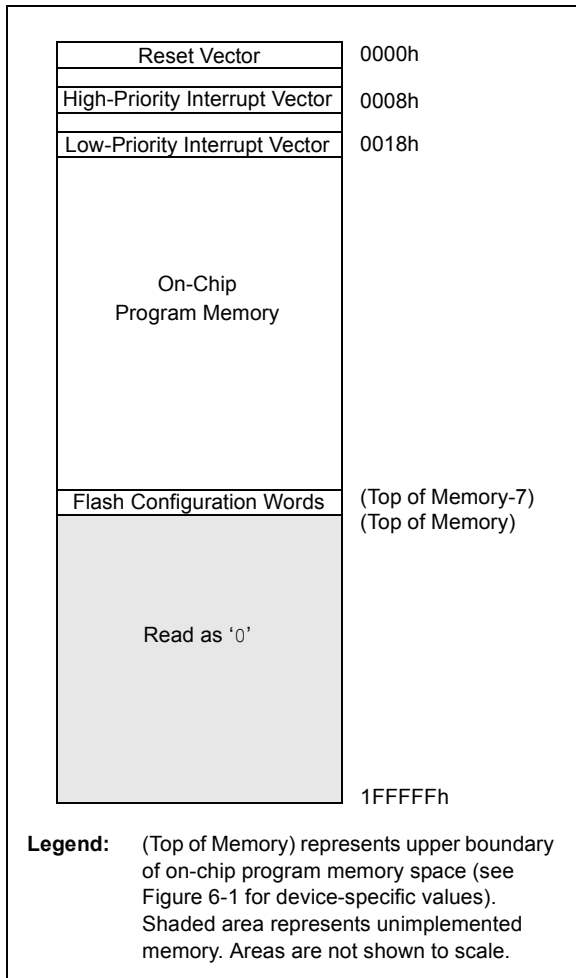 Reset Vector 0000h
High-Priority Interrupt Vector 0008h
Low-Priority Interrupt Vector 0018h
On-Chip
Program Memory
Flash Configuration Words (Top of Memory-7)
(Top of Memory)
Read as ‘0’
1FFFFFh
Legend: (Top of Memory) represents upper boundary
of on-chip program memory space (see
Figure 6-1 for device-specific values).
Shaded area represents unimplemented
memory. Areas are not shown to scale.